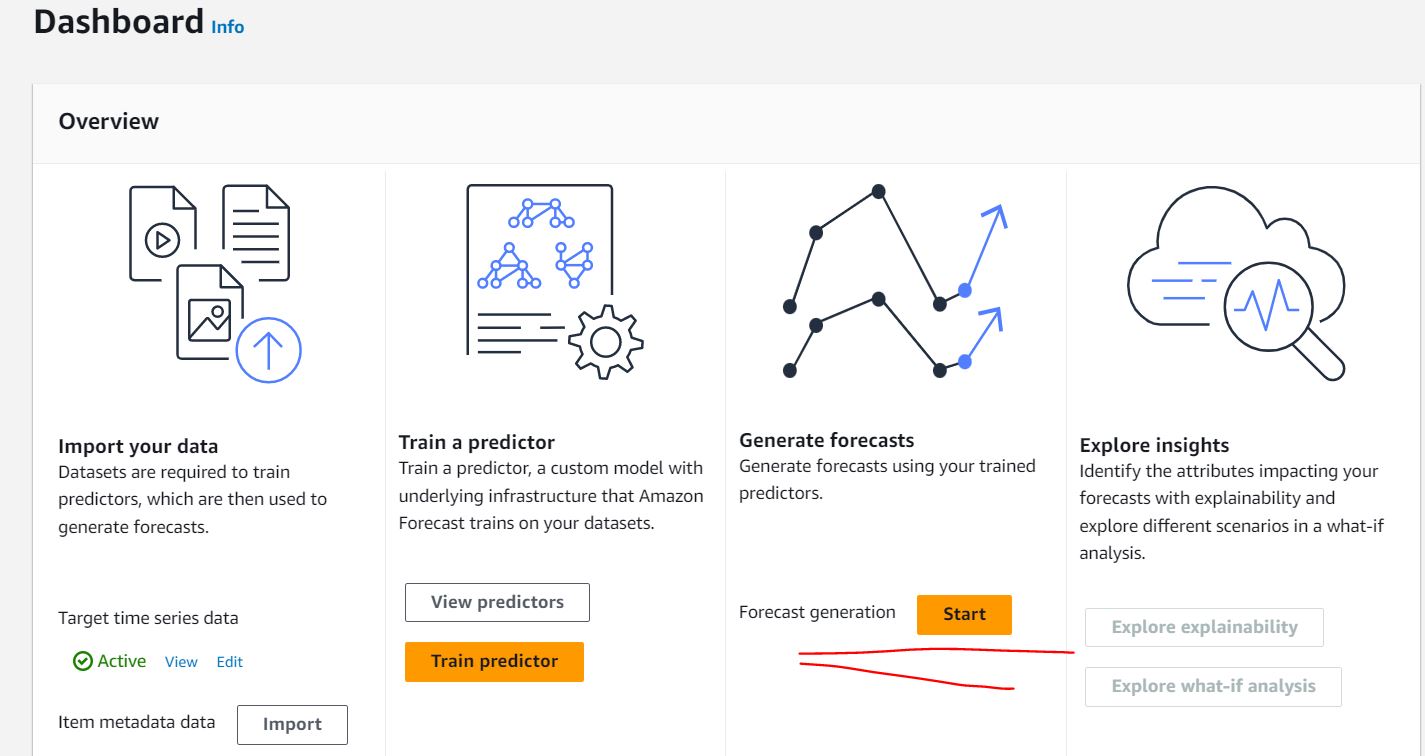 Dashboard Info
Overview
Import your data
Datasets are required to train
predictors, which are then used to
generate forecasts.
Target time series data
Active View Edit
Item metadata data Import
Train a predictor
Train a predictor, a custom model with
underlying infrastructure that Amazon
Forecast trains on your datasets.
View predictors
Train predictor
Generate forecasts
Generate forecasts using your trained
predictors.
Forecast generation Start
Explore insights
Identify the attributes impacting your
forecasts with explainability and
explore different scenarios in a what-if
analysis.
Explore explainability
Explore what-if analysis